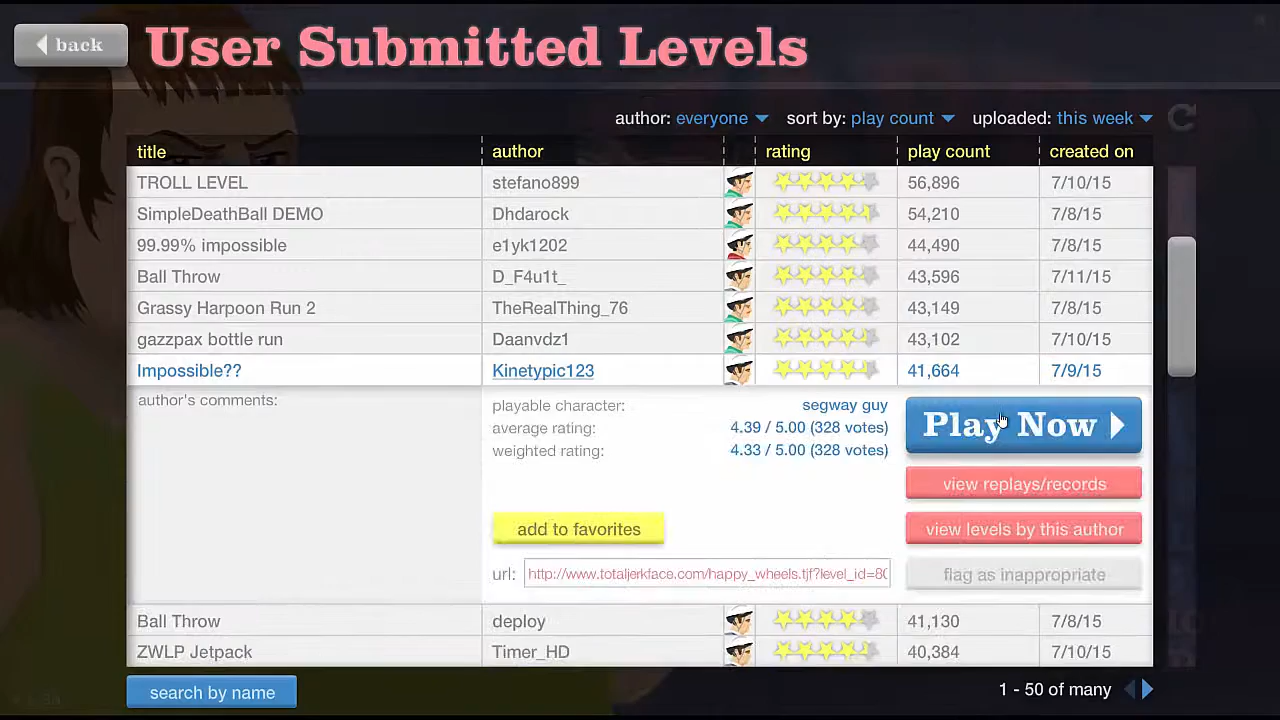 back
User Submitted Levels
author: everyone sort by: play count uploaded: this week
title author rating play count created on
TROLL LEVEL stefano899 56,896 7/10/15
SimpleDeathBall DEMO Dhdarock 54,210 7/8/15
99.99% impossible e1yk1202 44,490 7/8/15
Ball Throw D_F4u1t_ 43,596 7/11/15
Grassy Harpoon Run 2 TheRealThing_76 43,149 7/8/15
gazzpax bottle run Daanvdz1 43,102 7/10/15
Impossible?? Kinetypic123 41,664 7/9/15
author's comments:
playable character: segway guy
average rating: 4.39 / 5.00 (328 votes)
weighted rating: 4.33 / 5.00 (328 votes)
Play Now
view replays/records
add to favorites
view levels by this author
url: http://www.totaljerkface.com/happy_wheels.tjf?level_id=8
flag as inappropriate
Ball Throw deploy 41,130 7/8/15
ZWLP Jetpack Timer_HD 40,384 7/10/15
search by name
1 - 50 of many